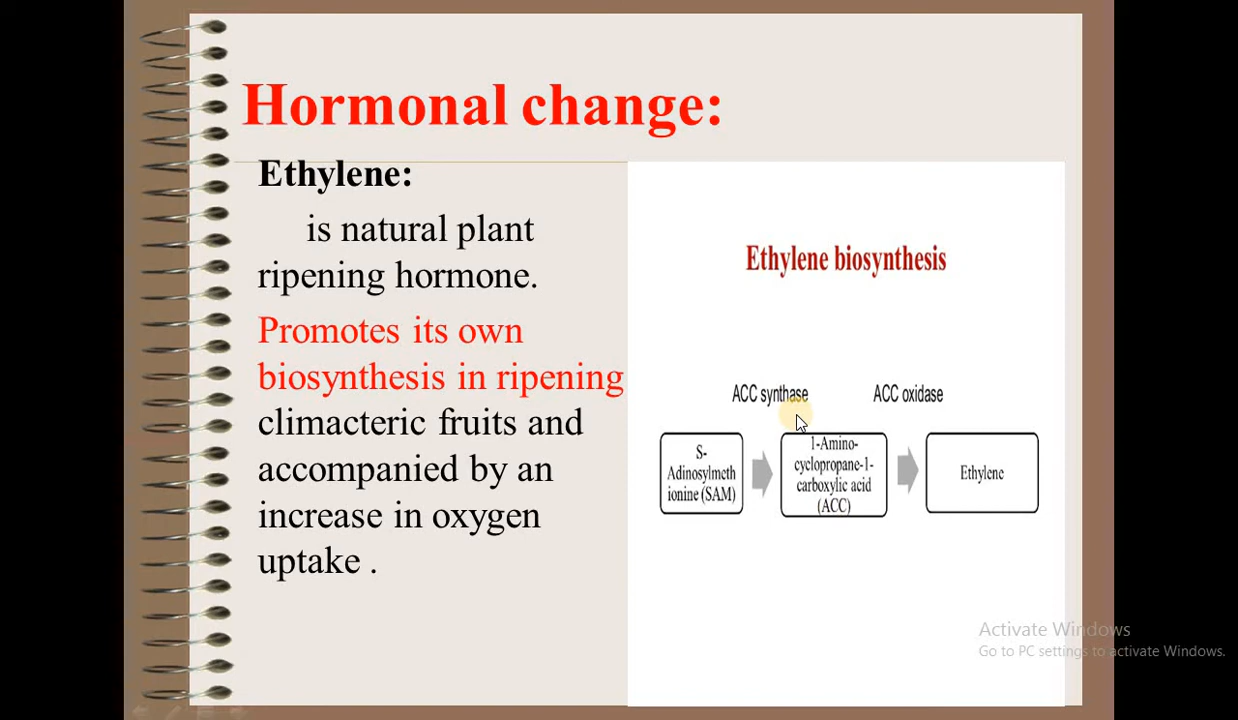 Hormonal change:
Ethylene:
is natural plant
ripening hormone.
Promotes its own
biosynthesis in ripening
climacteric fruits and
accompanied by an
increase in oxygen
uptake .
Ethylene biosynthesis
ACC synthase
ACC oxidase
S-
Adinosylmeth
ionine (SAM)
1-Amino-
cyclopropane-1-
carboxylic acid
(ACC)
Ethylene
Activate Windows
Go to PC settings to activate Windows.